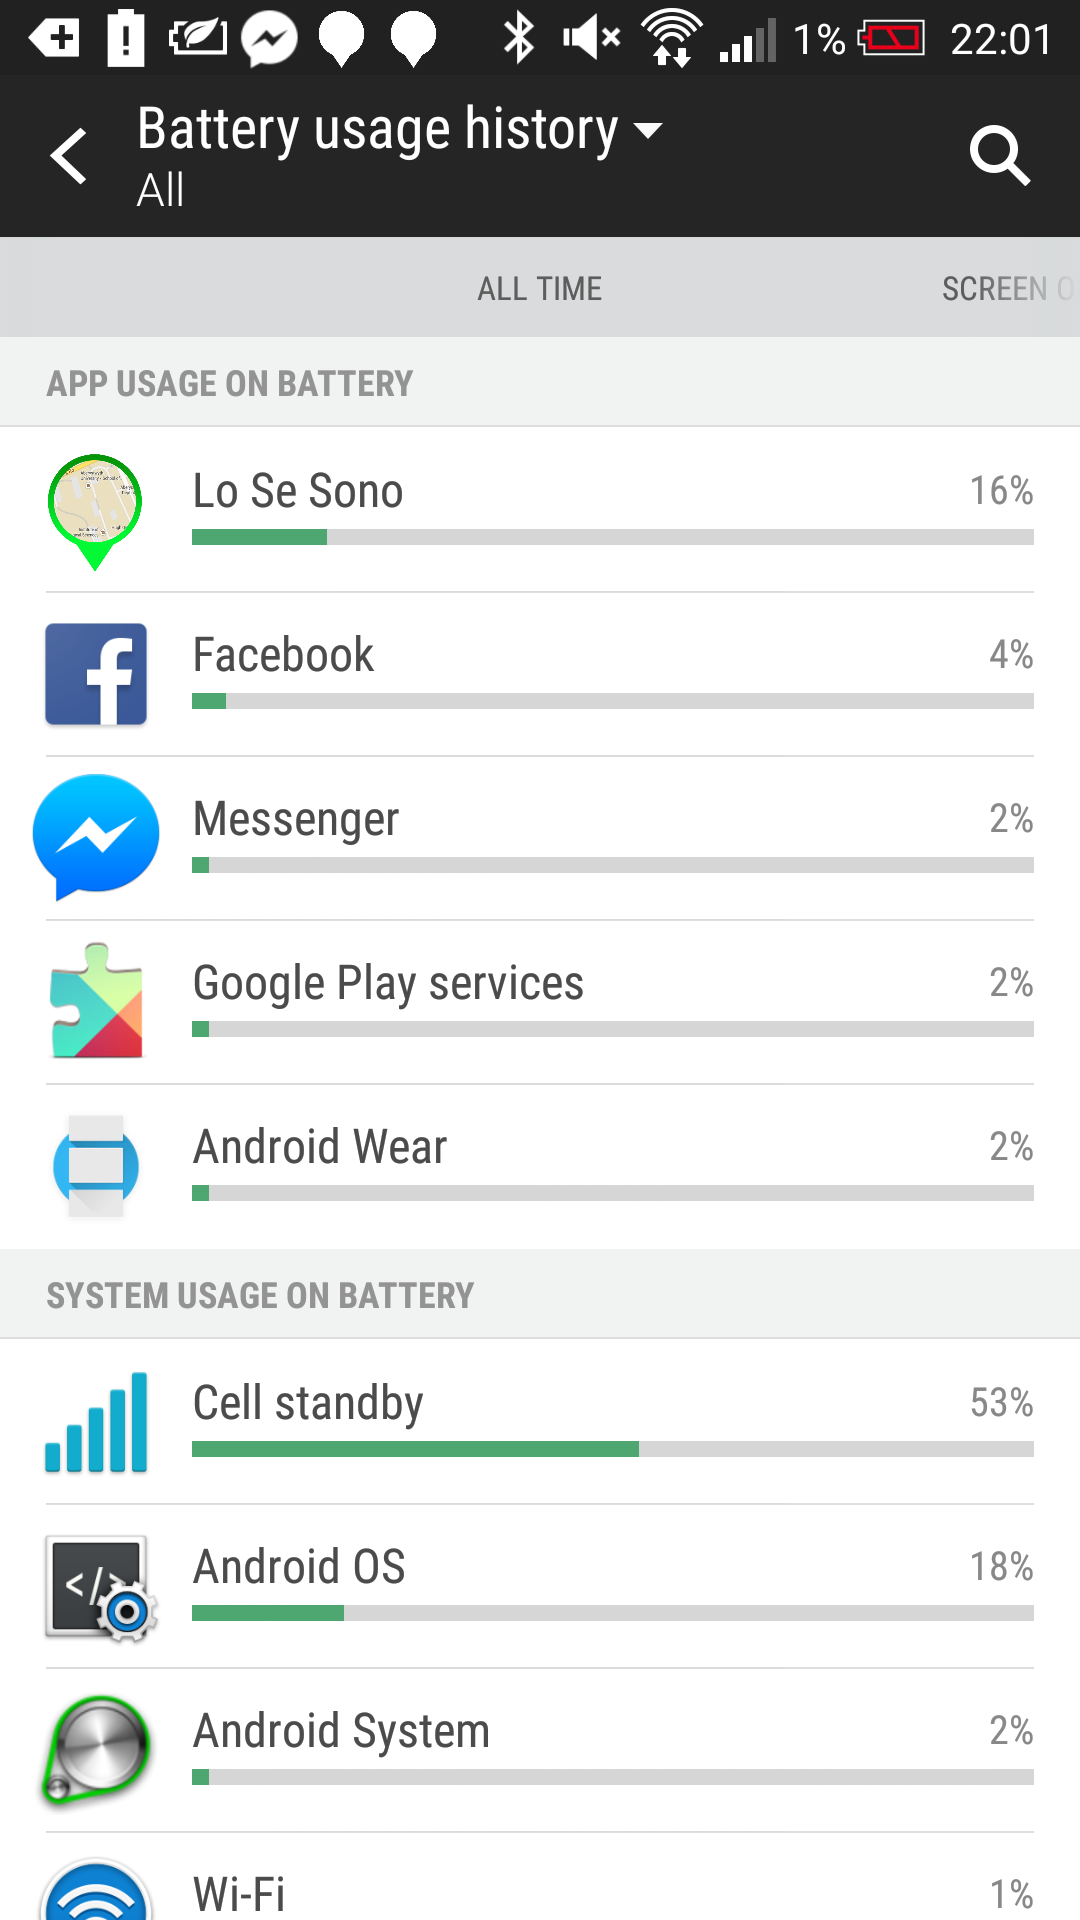 1% 22:01
Battery usage history
All
ALL TIME SCREEN O
APP USAGE ON BATTERY
Lo Se Sono 16%
Facebook 4%
Messenger 2%
Google Play services 2%
Android Wear 2%
SYSTEM USAGE ON BATTERY
Cell standby 53%
</>
Android OS 18%
Android System 2%
Wi-Fi 1%